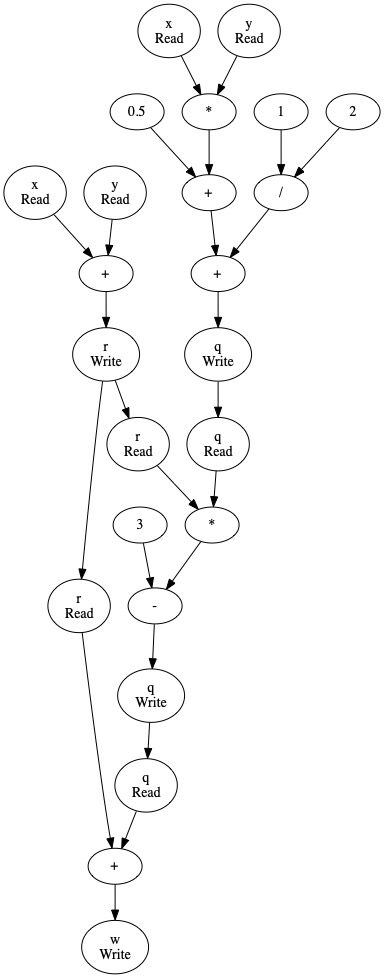 x
Read
y
Read
0.5
*
1
2
x
Read
y
Read
+
/
+
+
r
Write
q
Write
r
Read
q
Read
3
*
r
Read
-
q
Write
q
Read
+
w
Write